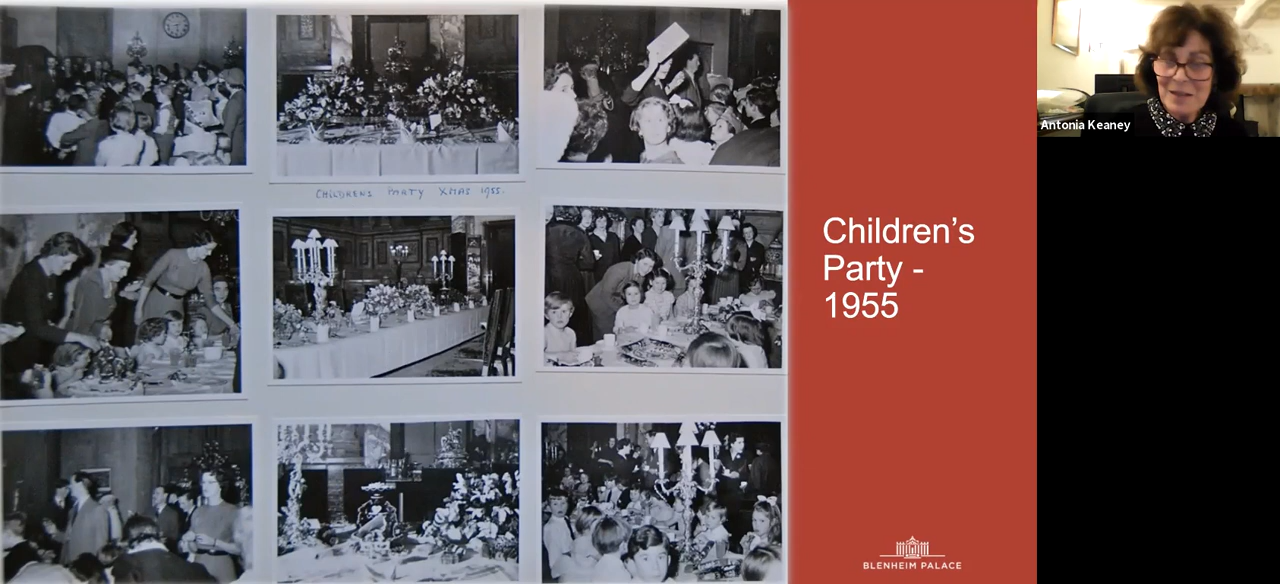 CHILDRENS PARTY XMAS 1955.
Children's
Party -
1955
BLENHEIM PALACE
Antonia Keaney